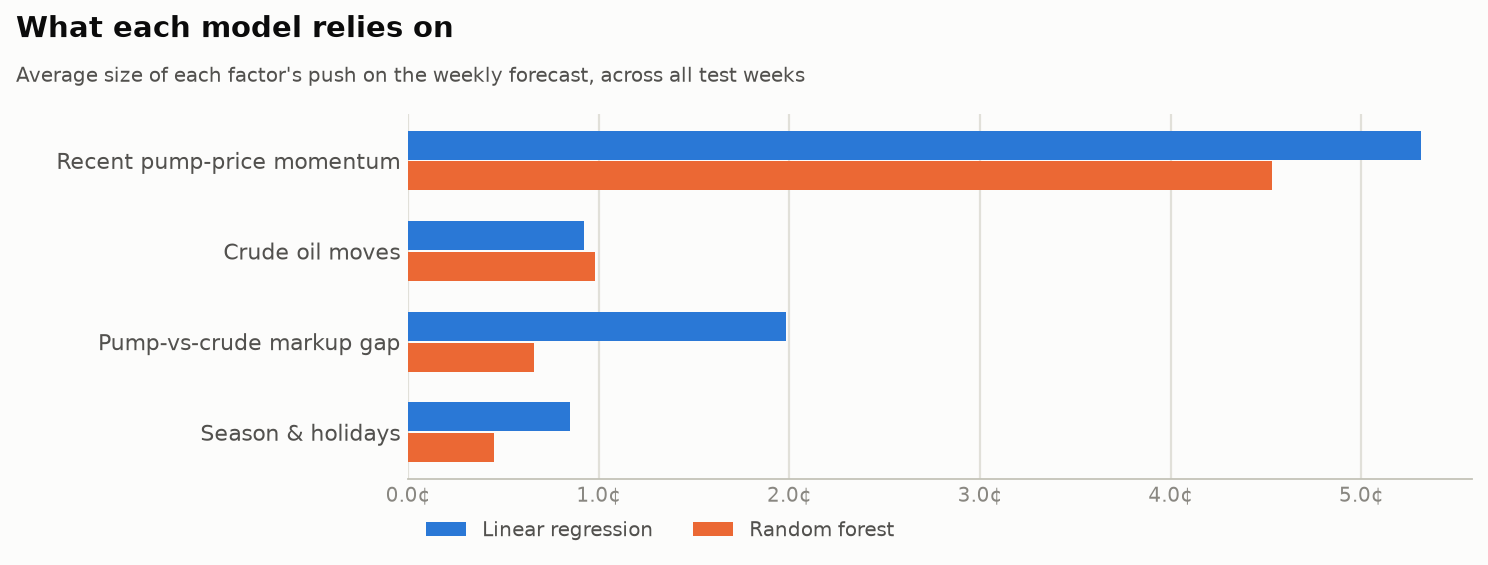 What each model relies on
Average size of each factor's push on the weekly forecast, across all test weeks
Recent pump-price momentum
Crude oil moves
Pump-vs-crude markup gap
Season & holidays
0.0¢ 1.0¢ 2.0¢ 3.0¢ 4.0¢ 5.0¢
Linear regression Random forest